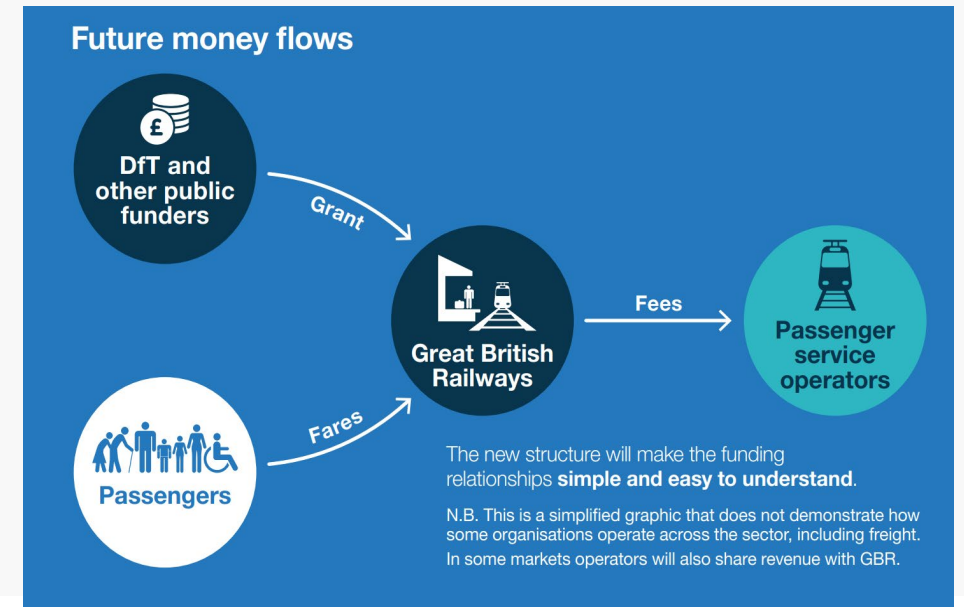 Future money flows
£
DfT and
other public
funders
Grant
Great British
Railways
Fees
Passenger
service
operators
Fares
Passengers
The new structure will make the funding
relationships simple and easy to understand.
N.B. This is a simplified graphic that does not demonstrate how
some organisations operate across the sector, including freight.
In some markets operators will also share revenue with GBR.